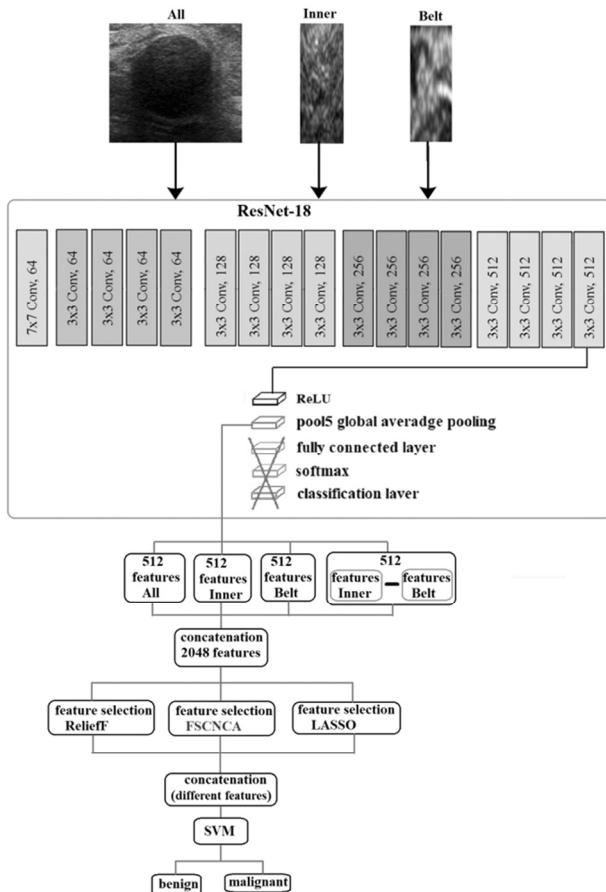 All
Inner
Belt
ResNet-18
7x7 Conv, 64
3x3 Conv, 64
3x3 Conv, 64
3x3 Conv, 64
3x3 Conv, 64
3x3 Conv, 128
3x3 Conv, 128
3x3 Conv, 128
3x3 Conv, 128
3x3 Conv, 256
3x3 Conv, 256
3x3 Conv, 256
3x3 Conv, 256
3x3 Conv, 512
3x3 Conv, 512
3x3 Conv, 512
3x3 Conv, 512
ReLU
pool5 global averadge pooling
fully connected layer
softmax
classification laver
512
features
All
512
features
Inner
512
features
Belt
512
features
Inner
features
Belt
concatenation
2048 features
feature selection
ReliefF
feature selection
FSCNCA
feature selection
LASSO
concatenation
(different features)
SVM
benign
malignant